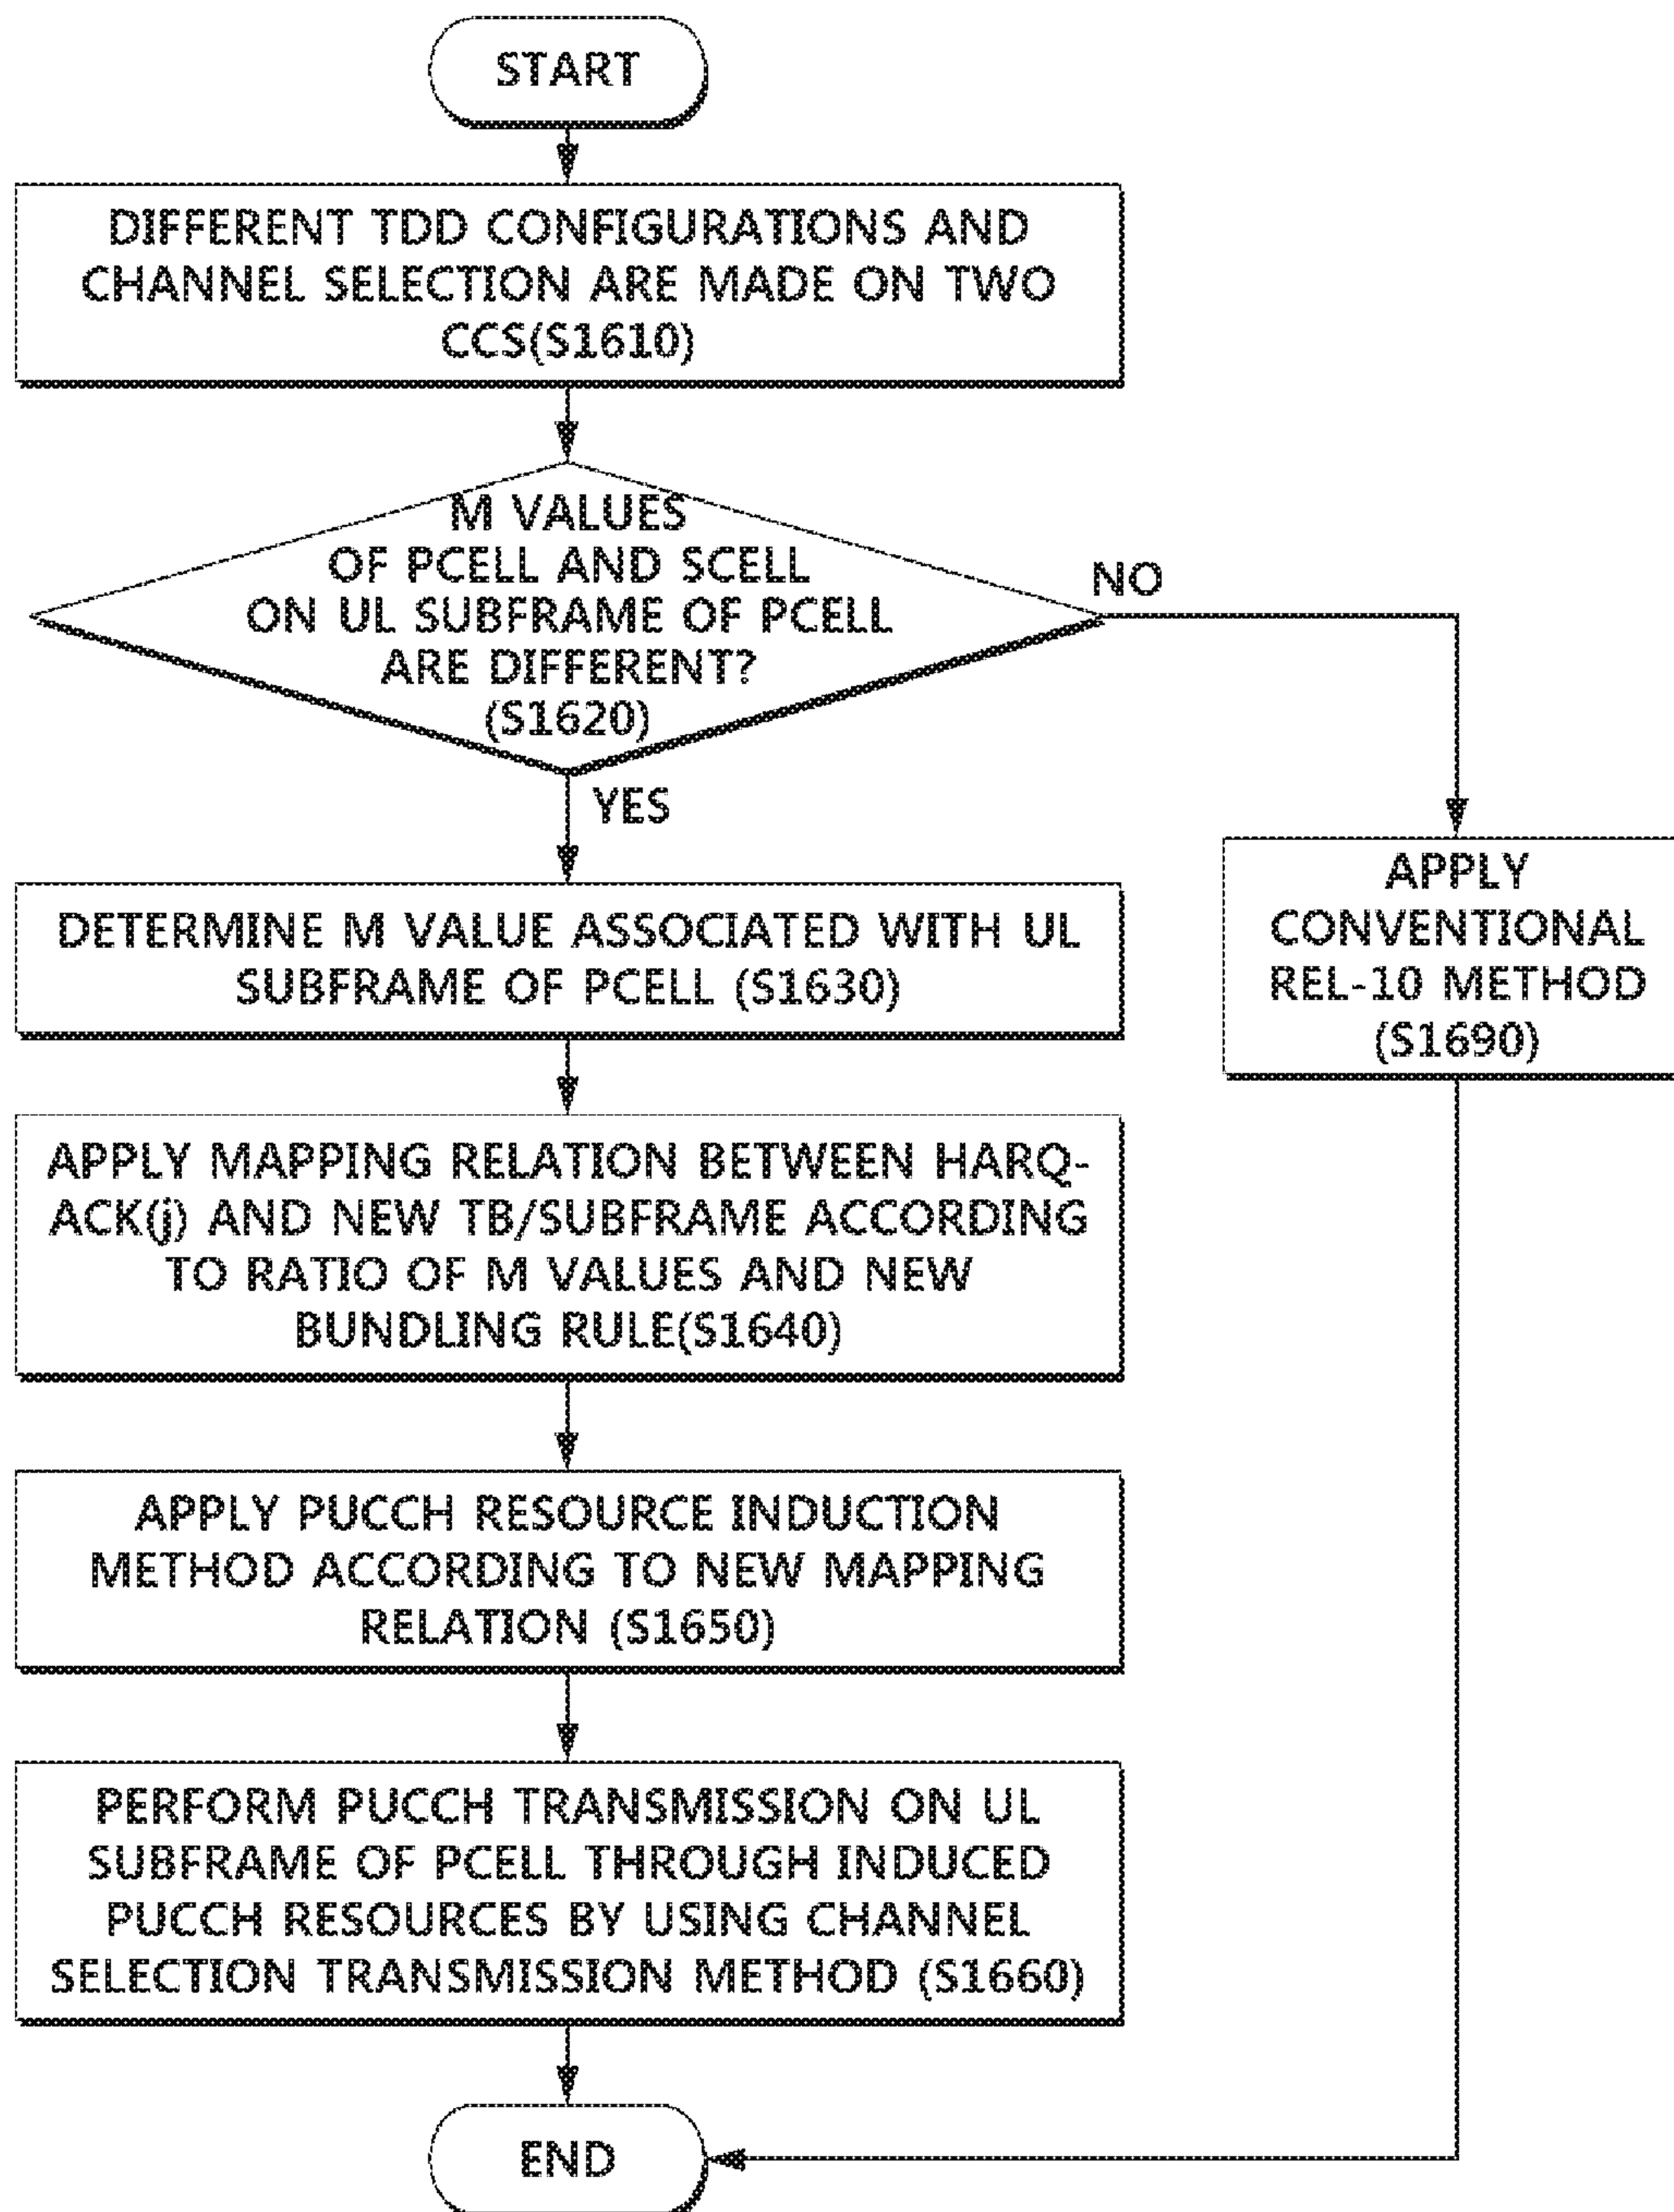 START
DIFFERENT TDD CONFIGURATIONS AND
CHANNEL SELECTION ARE MADE ON TWO
CCS(S1610)
M VALUES
OF PCELL AND SCELL
ON UL SUBFRAME OF PCELL
ARE DIFFERENT?
(S1620)
NO
YES
DETERMINE M VALUE ASSOCIATED WITH UL
SUBFRAME OF PCELL (S1630)
APPLY
CONVENTIONAL
REL-10 METHOD
(S1690)
APPLY MAPPING RELATION BETWEEN HARQ-
ACK(j) AND NEW TB/SUBFRAME ACCORDING
TO RATIO OF M VALUES AND NEW
BUNDLING RULE(S1640)
APPLY PUCCH RESOURCE INDUCTION
METHOD ACCORDING TO NEW MAPPING
RELATION (S1650)
PERFORM PUCCH TRANSMISSION ON UL
SUBFRAME OF PCELL THROUGH INDUCED
PUCCH RESOURCES BY USING CHANNEL
SELECTION TRANSMISSION METHOD (S1660)
END